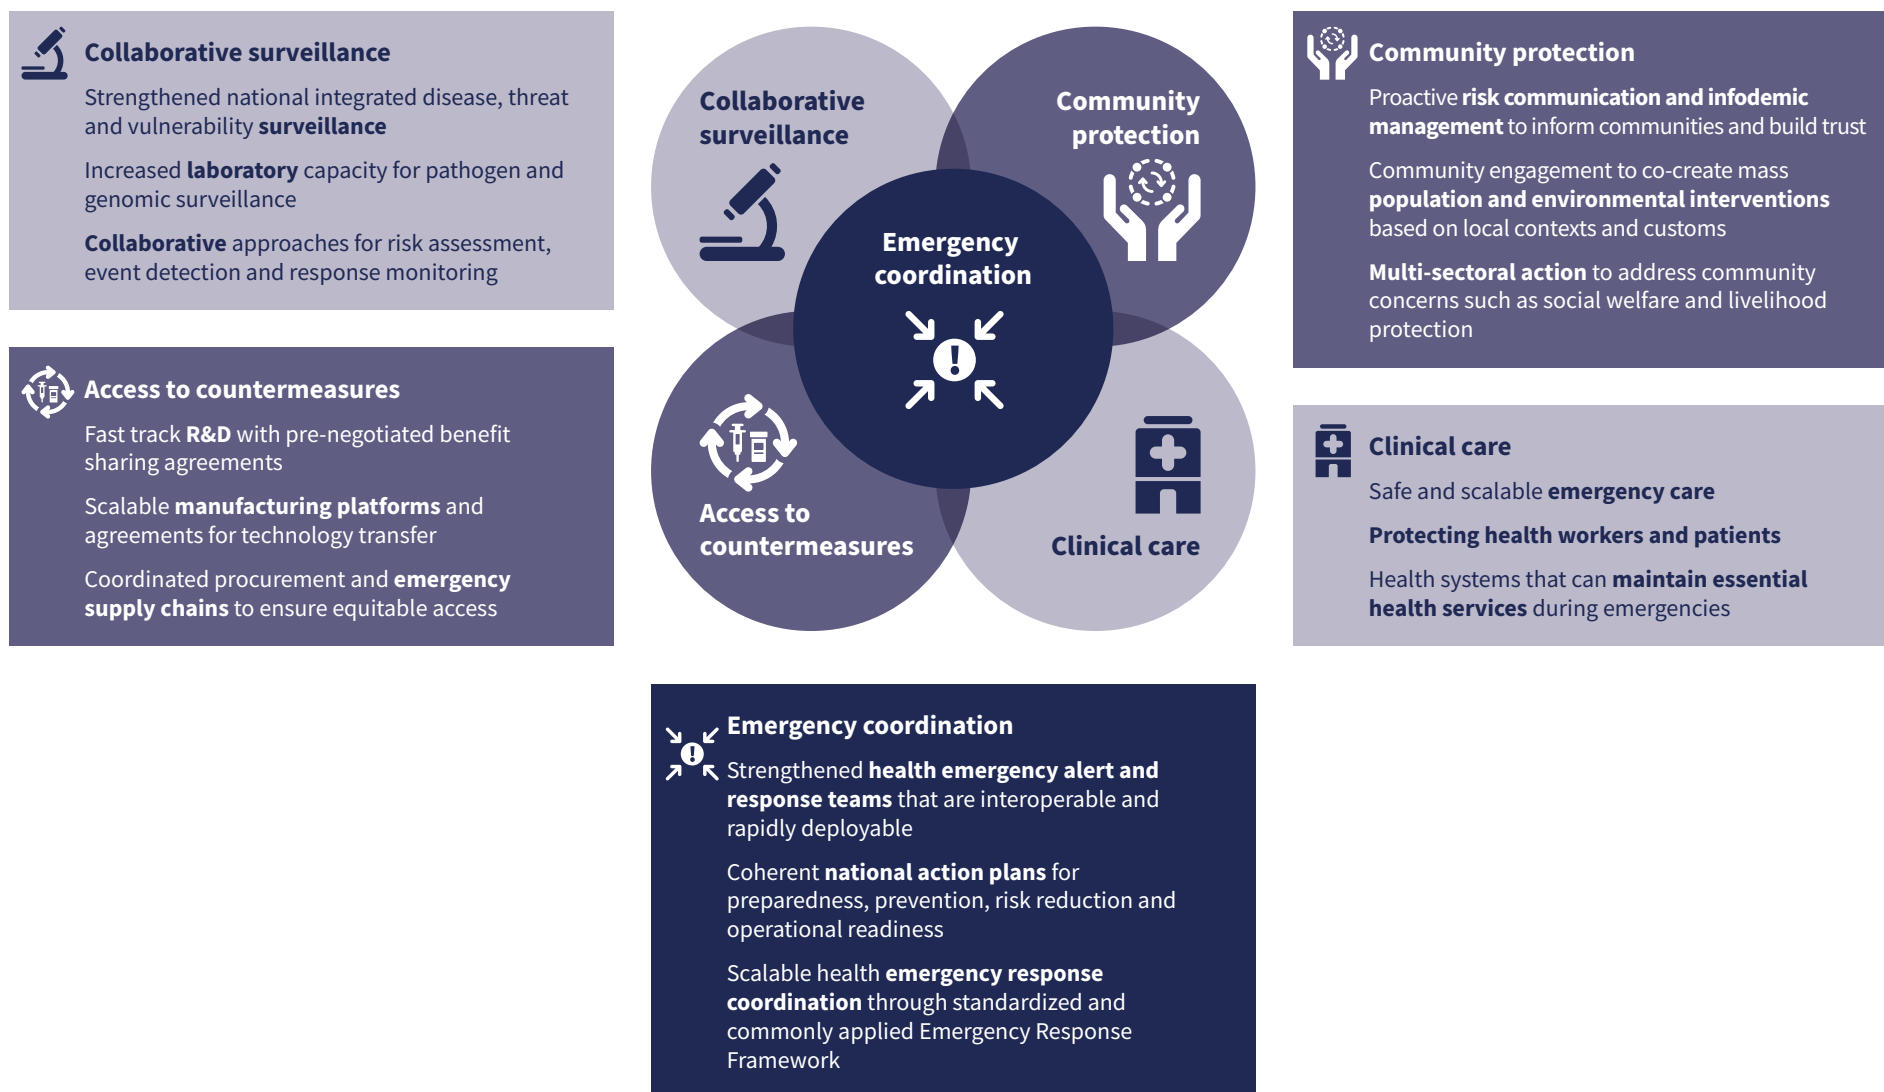 Collaborative surveillance
Strengthened national integrated disease, threat
and vulnerability surveillance
Increased laboratory capacity for pathogen and
genomic surveillance
Collaborative approaches for risk assessment,
event detection and response monitoring
Access to countermeasures
Fast track R&D with pre-negotiated benefit
sharing agreements
Scalable manufacturing platforms and
agreements for technology transfer
Coordinated procurement and emergency
supply chains to ensure equitable access
Collaborative
surveillance
Community
protection
Emergency
coordination
!
Access to
countermeasures
Clinical care
Community protection
Proactive risk communication and infodemic
management to inform communities and build trust
Community engagement to co-create mass
population and environmental interventions
based on local contexts and customs
Multi-sectoral action to address community
concerns such as social welfare and livelihood
protection
Clinical care
Safe and scalable emergency care
Protecting health workers and patients
Health systems that can maintain essential
health services during emergencies
Emergency coordination
!
Strengthened health emergency alert and
response teams that are interoperable and
rapidly deployable
Coherent national action plans for
preparedness, prevention, risk reduction and
operational readiness
Scalable health emergency response
coordination through standardized and
commonly applied Emergency Response
Framework